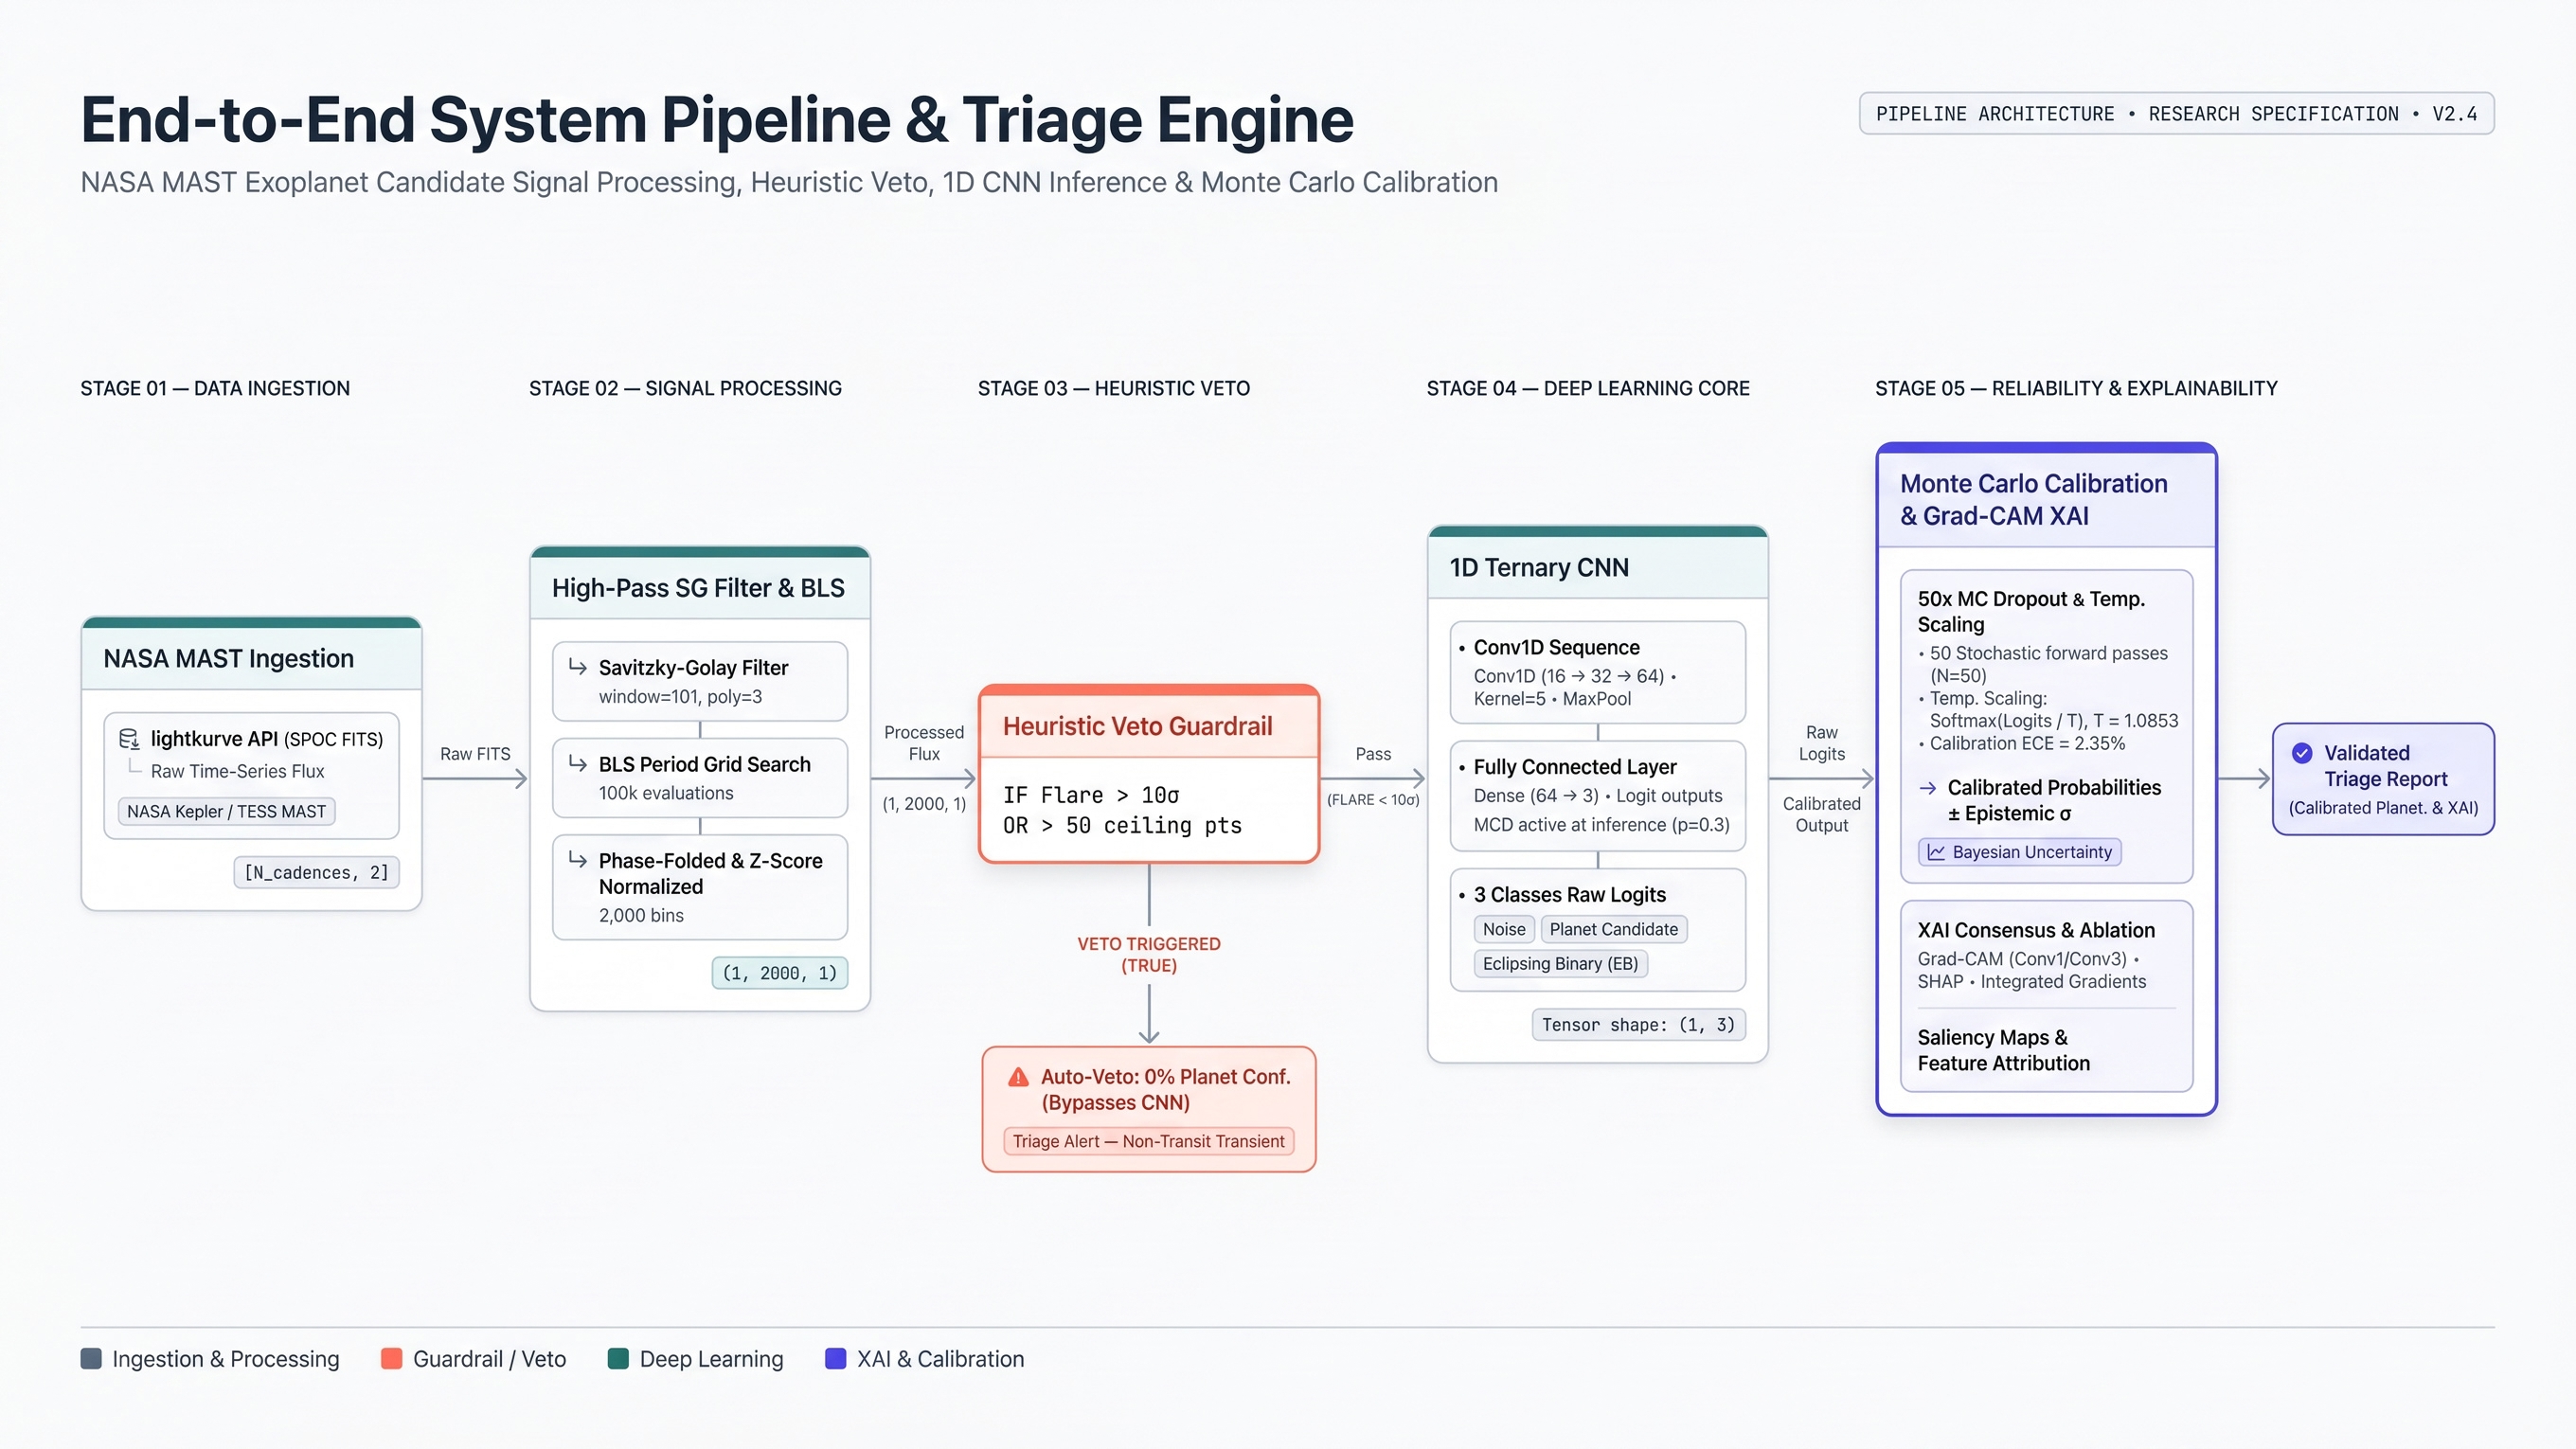 End-to-End System Pipeline & Triage Engine
PIPELINE ARCHITECTURE • RESEARCH SPECIFICATION • V2.4
NASA MAST Exoplanet Candidate Signal Processing, Heuristic Veto, 1D CNN Inference & Monte Carlo Calibration
STAGE 01 — DATA INGESTION
NASA MAST Ingestion
lightkurve API (SPOC FITS)
Raw Time-Series Flux
NASA Kepler / TESS MAST
[N_cadences, 2]
Raw FITS
STAGE 02 — SIGNAL PROCESSING
High-Pass SG Filter & BLS
Savitzky-Golay Filter
window=101, poly=3
BLS Period Grid Search
100k evaluations
Phase-Folded & Z-Score
Normalized
2,000 bins
(1, 2000, 1)
Processed
Flux
(1, 2000, 1)
STAGE 03 — HEURISTIC VETO
Heuristic Veto Guardrail
IF Flare > 10σ
OR > 50 ceiling pts
VETO TRIGGERED
(TRUE)
Auto-Veto: 0% Planet Conf.
(Bypasses CNN)
Triage Alert — Non-Transit Transient
Pass
(FLARE < 10σ)
STAGE 04 — DEEP LEARNING CORE
1D Ternary CNN
• Conv1D Sequence
Conv1D (16 → 32 → 64) •
Kernel=5 • MaxPool
• Fully Connected Layer
Dense (64 → 3) • Logit outputs
MCD active at inference (p=0.3)
• 3 Classes Raw Logits
Noise
Planet Candidate
Eclipsing Binary (EB)
Tensor shape: (1, 3)
Raw
Logits
Calibrated
Output
STAGE 05 — RELIABILITY & EXPLAINABILITY
Monte Carlo Calibration
& Grad-CAM XAI
50x MC Dropout & Temp.
Scaling
• 50 Stochastic forward passes
(N=50)
• Temp. Scaling:
Softmax(Logits / T), T = 1.0853
• Calibration ECE = 2.35%
→ Calibrated Probabilities
± Epistemic σ
Bayesian Uncertainty
XAI Consensus & Ablation
Grad-CAM (Conv1/Conv3) •
SHAP • Integrated Gradients
Saliency Maps &
Feature Attribution
Validated
Triage Report
(Calibrated Planet. & XAI)
Ingestion & Processing
Guardrail / Veto
Deep Learning
XAI & Calibration